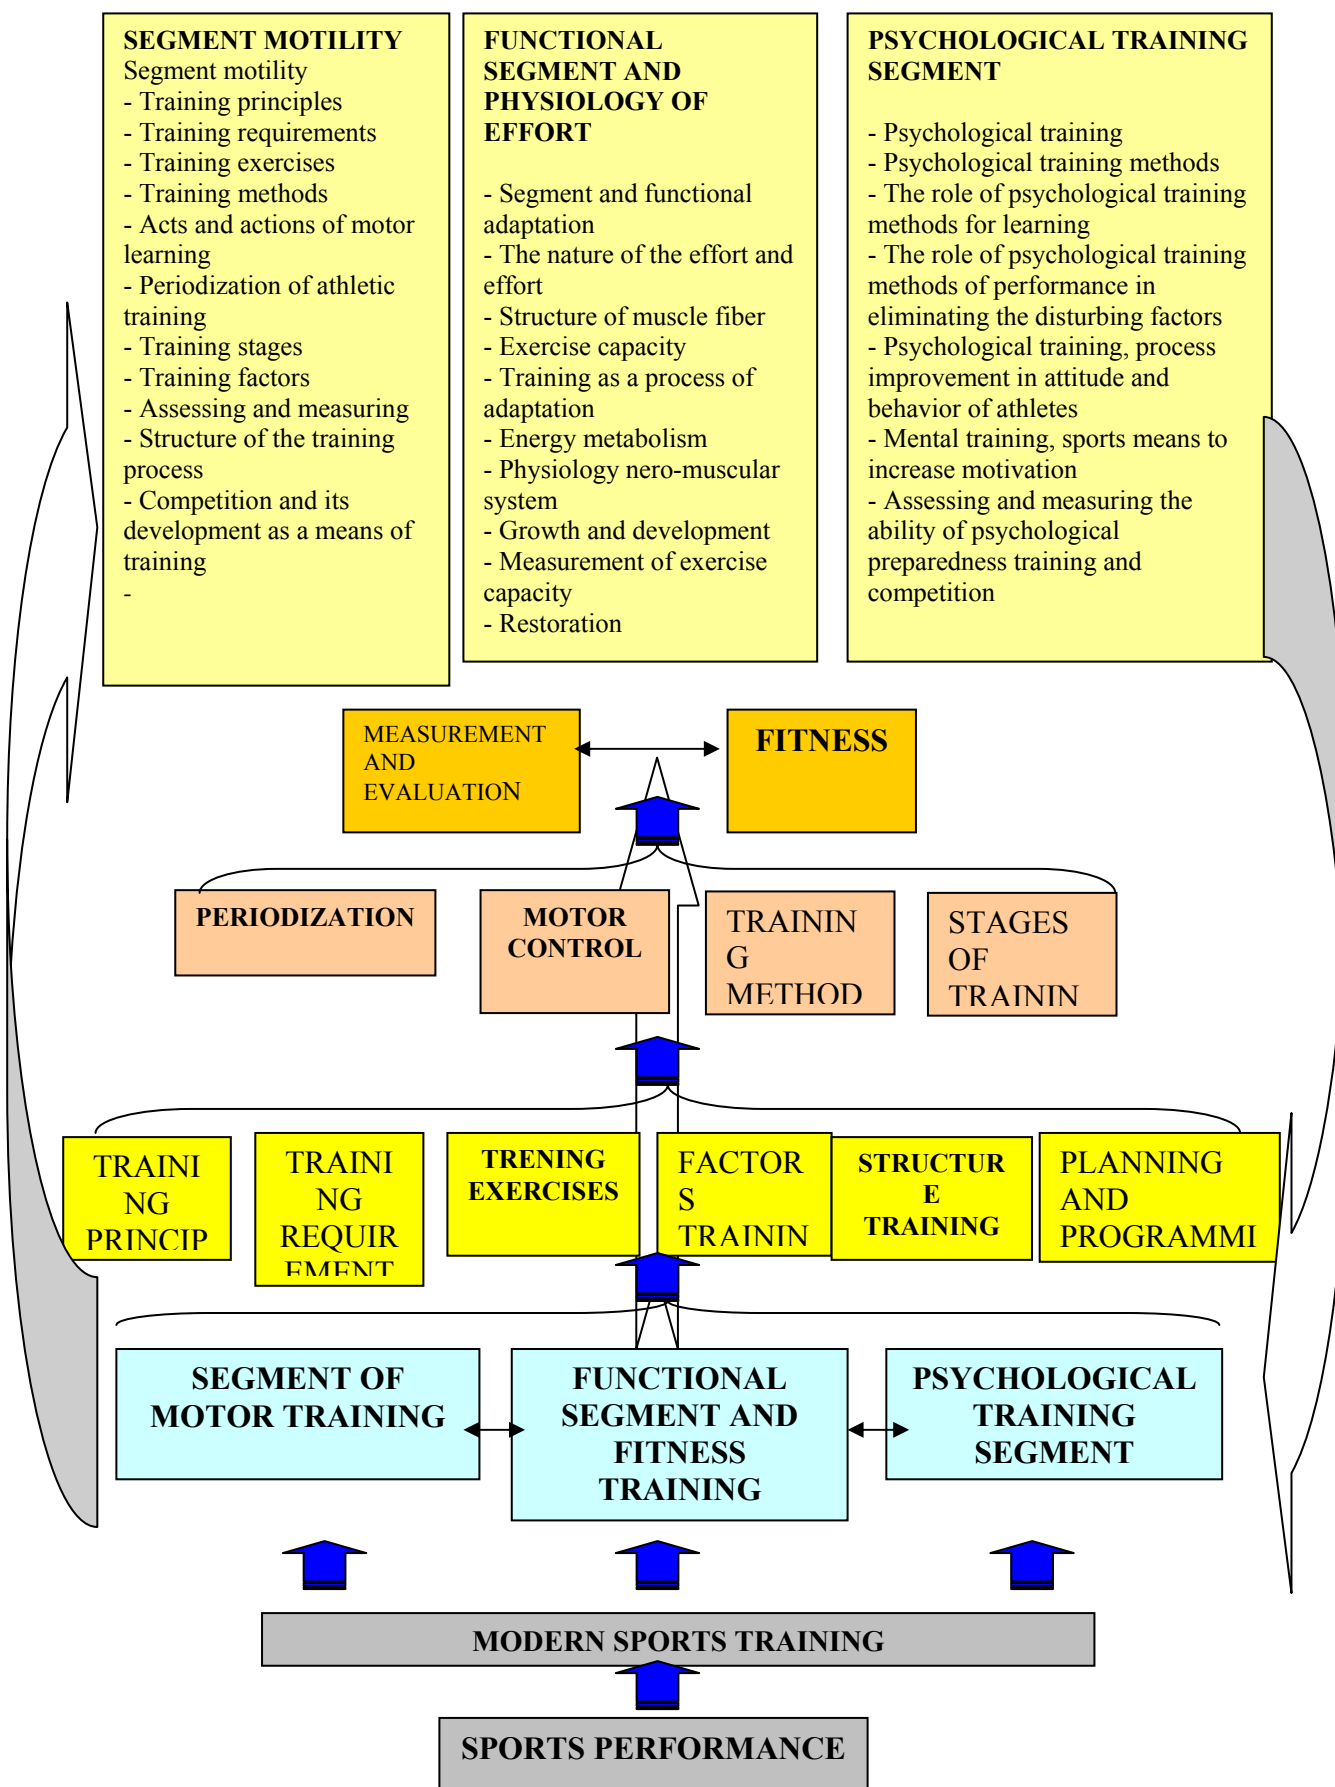 SEGMENT MOTILITY
Segment motility
- Training principles
- Training requirements
- Training exercises
- Training methods
- Acts and actions of motor
learning
- Periodization of athletic
training
- Training stages
- Training factors
- Assessing and measuring
- Structure of the training
process
- Competition and its
development as a means of
training
-
FUNCTIONAL
SEGMENT AND
PHYSIOLOGY OF
EFFORT
- Segment and functional
adaptation
- The nature of the effort and
effort
- Structure of muscle fiber
- Exercise capacity
- Training as a process of
adaptation
- Energy metabolism
- Physiology nero-muscular
system
- Growth and development
- Measurement of exercise
capacity
- Restoration
PSYCHOLOGICAL TRAINING
SEGMENT
- Psychological training
- Psychological training methods
- The role of psychological training
methods for learning
- The role of psychological training
methods of performance in
eliminating the disturbing factors
- Psychological training, process
improvement in attitude and
behavior of athletes
- Mental training, sports means to
increase motivation
- Assessing and measuring the
ability of psychological
preparedness training and
competition
MEASUREMENT
AND
EVALUATION
FITNESS
PERIODIZATION
MOTOR
CONTROL
TRAININ
G
METHOD
STAGES
OF
TRAININ
TRAINI
NG
PRINCIP
TRAINI
NG
REQUIR
EMENT
TRENING
EXERCISES
FACTOR
S
TRAININ
STRUCTUR
E
TRAINING
PLANNING
AND
PROGRAMMI
SEGMENT OF
MOTOR TRAINING
FUNCTIONAL
SEGMENT AND
FITNESS
TRAINING
PSYCHOLOGICAL
TRAINING
SEGMENT
MODERN SPORTS TRAINING
SPORTS PERFORMANCE